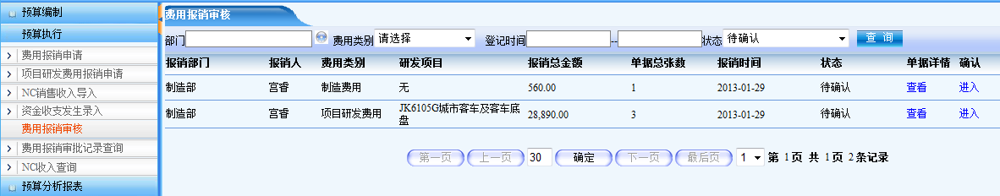 预算编制
预算执行
费用报销申请
项目研发费用报销申请
NC销售收入导入
资金收支发生录入
费用报销审核
费用报销审批记录查询
NC收入查询
预算分析报表
费用报销审核
部门 费用类别 请选择 登记时间 -- 状态 待确认 查 询
报销部门 报销人 费用类别 研发项目 报销总金额 单据总张数 报销时间 状态 单据详情 确认
制造部 宫睿 制造费用 无 560.00 1 2013-01-29 待确认 查看 进入
制造部 宫睿 项目研发费用 JK6105G城市客车及客车底盘 28,890.00 3 2013-01-29 待确认 查看 进入
第一页 上一页 30 确定 下一页 最后页 1 第 1页 共 1页 2条记录